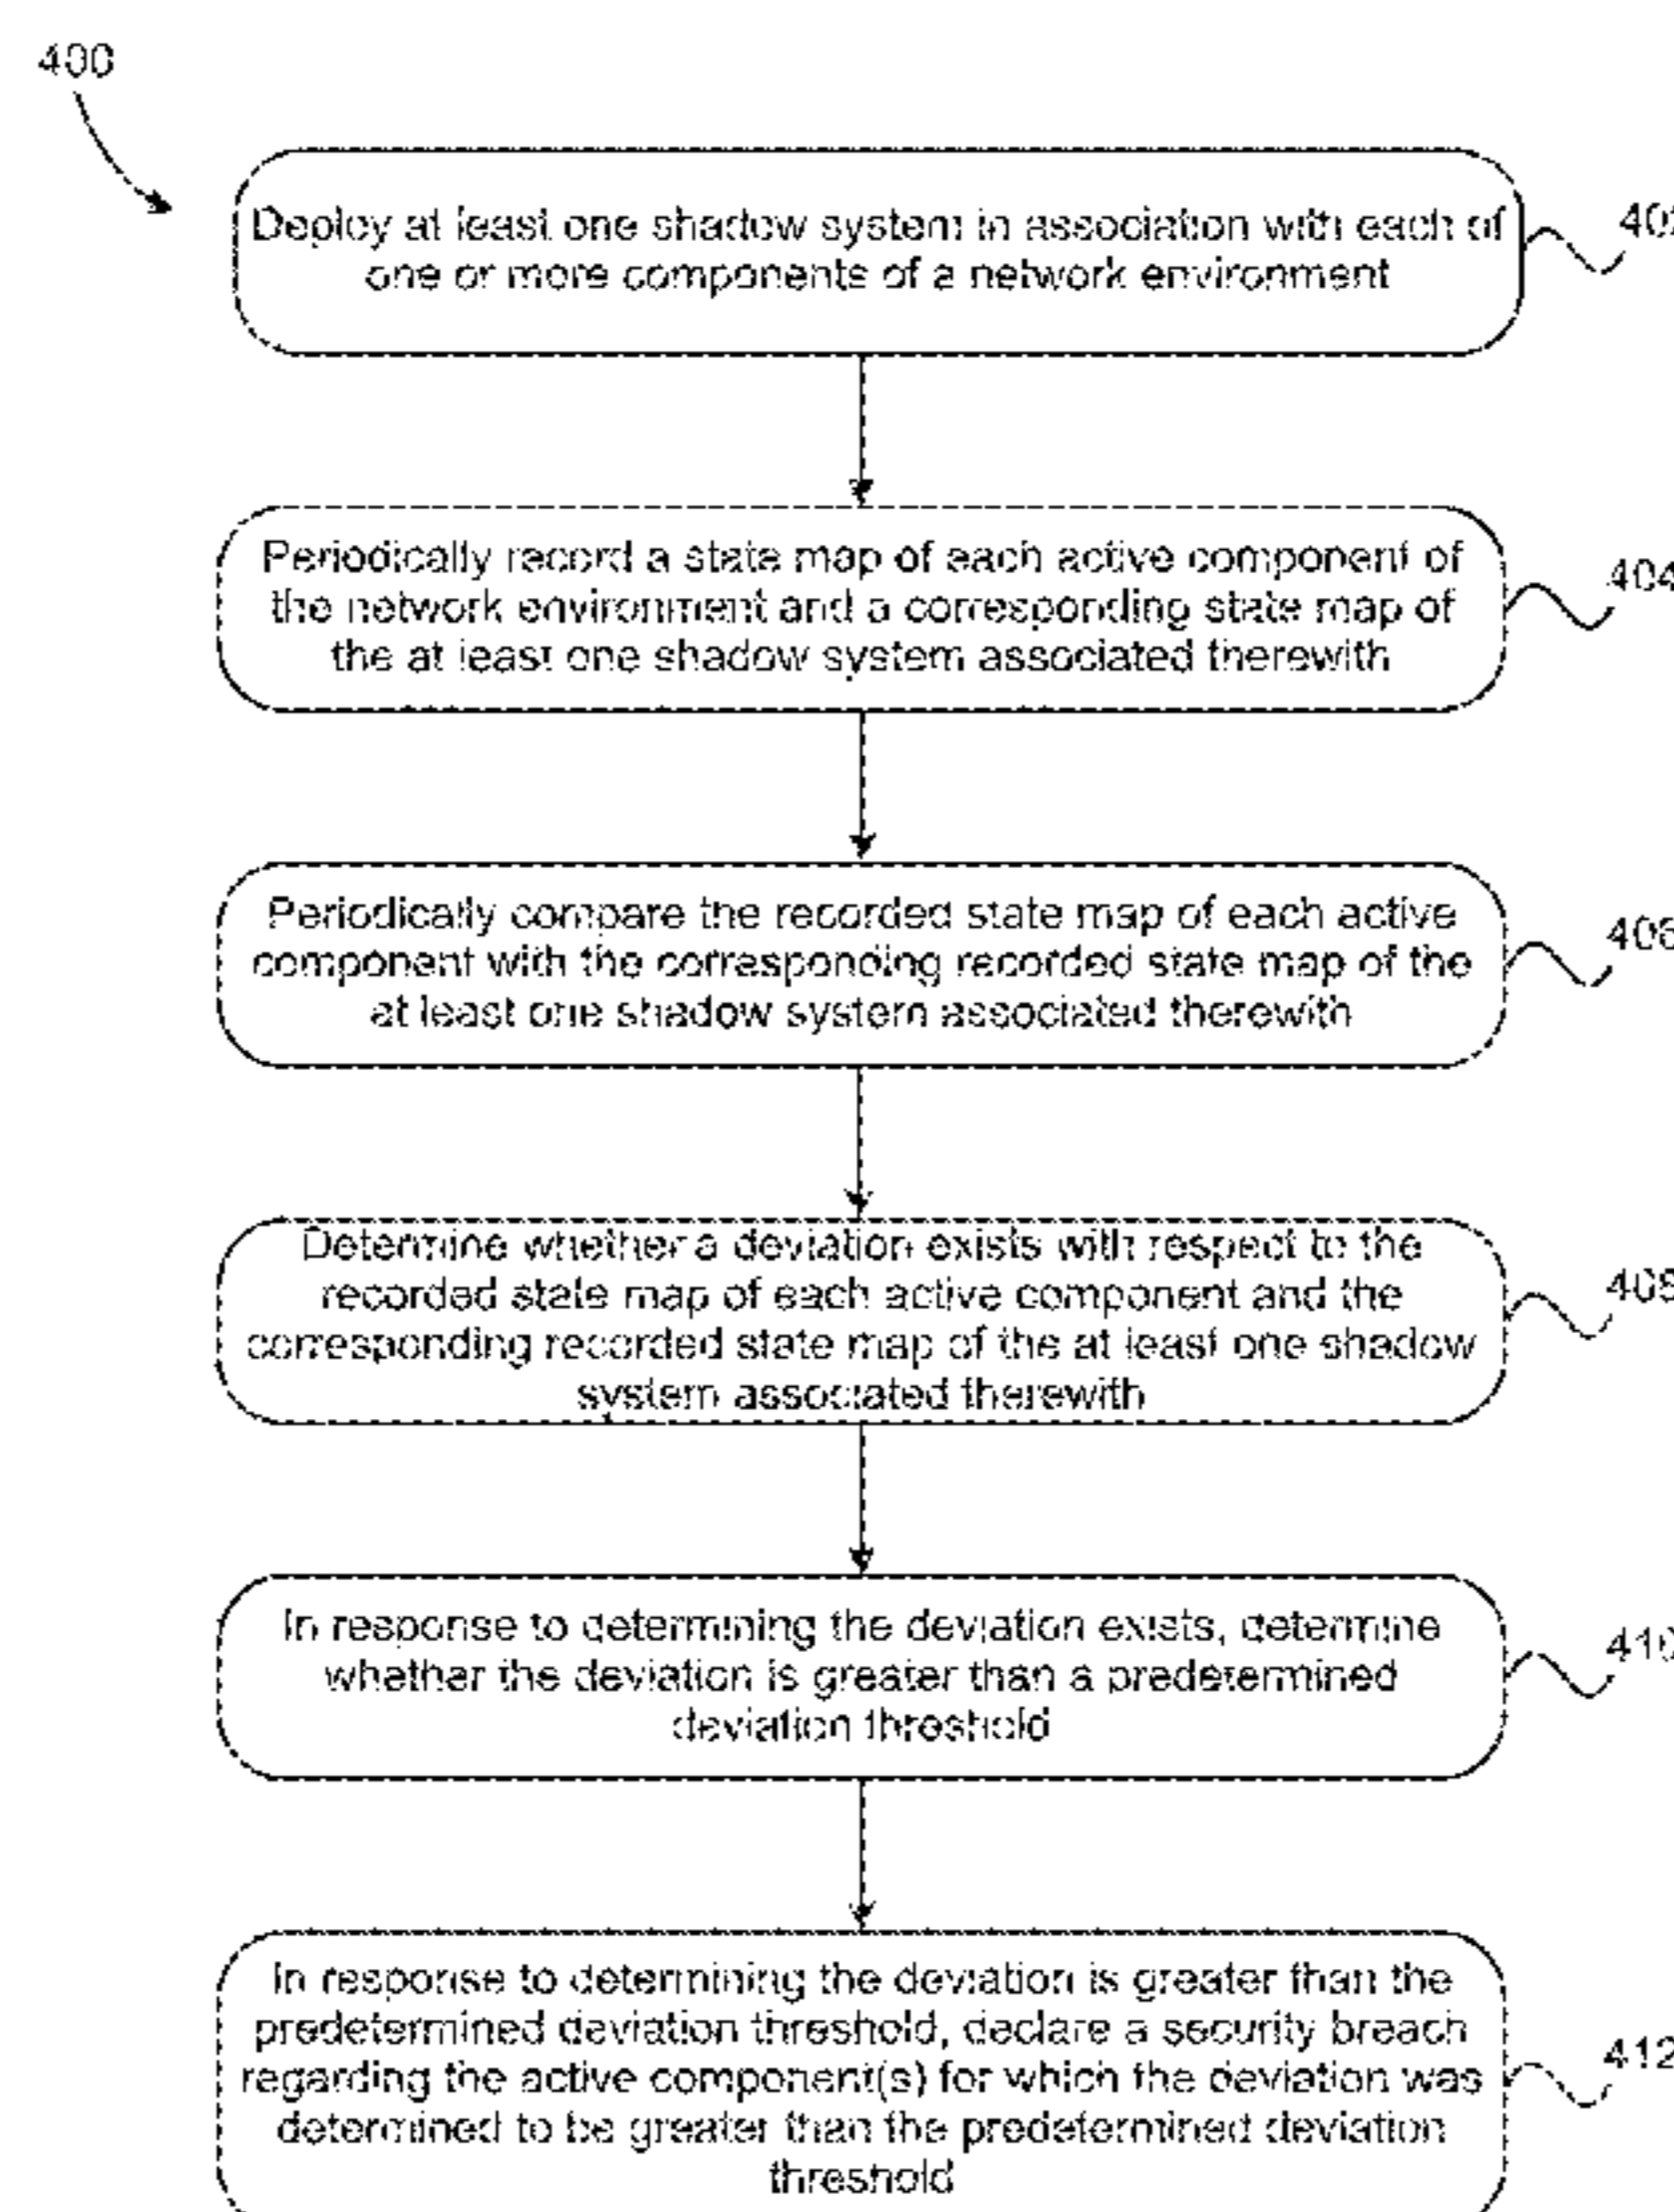 400
Deploy at least one shadow system in association with each of
one or more components of a network environment
404
Periodically record a state map of each active component of
the network environment and a corresponding state map of
the at least one shadow system associated therewith
406
Periodically compare the recorded state map of each active
component with the corresponding recorded state map of the
at least one shadow system associated therewith
408
Determine whether a deviation exists with respect to the
recorded state map of each active component and the
corresponding recorded state map of the at least one shadow
system associated therewith
410
In response to determining the deviation exists, determine
whether the deviation is greater than a predetermined
deviation threshold
412
In response to determining the deviation is greater than the
predetermined deviation threshold, declare a security breach
regarding the active component(s) for which the deviation was
determined to be greater than the predetermined deviation
threshold